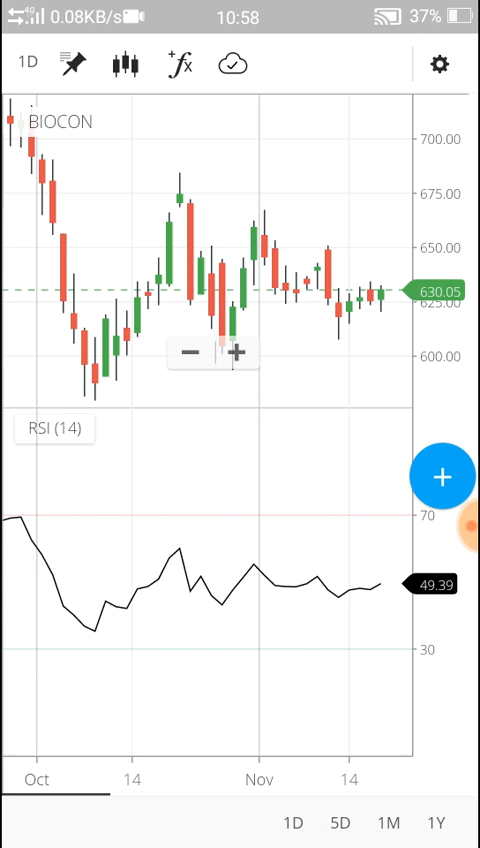 4G 0.08KB/s 10:58 37%
1D fx
BIOCON
700.00
675.00
650.00
630.05
625.00
600.00
RSI (14)
70
49.39
30
Oct 14 Nov 14
1D 5D 1M 1Y